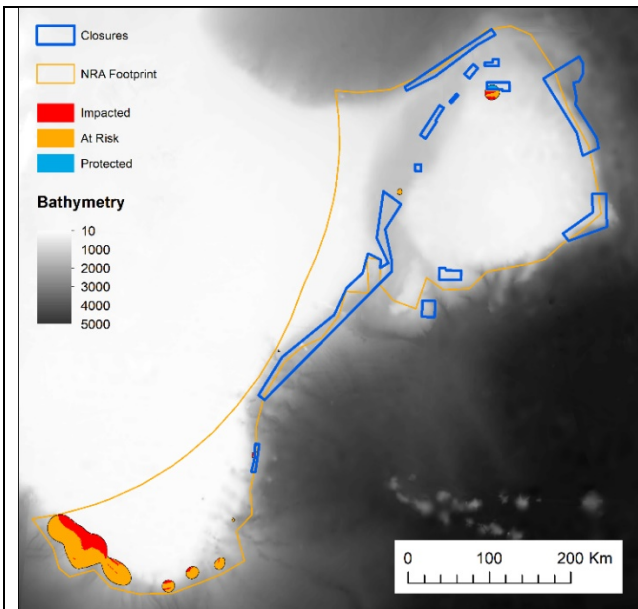 Closures
NRA Footprint
Impacted
At Risk
Protected
Bathymetry
10
1000
2000
3000
4000
5000
0 100 200 Km